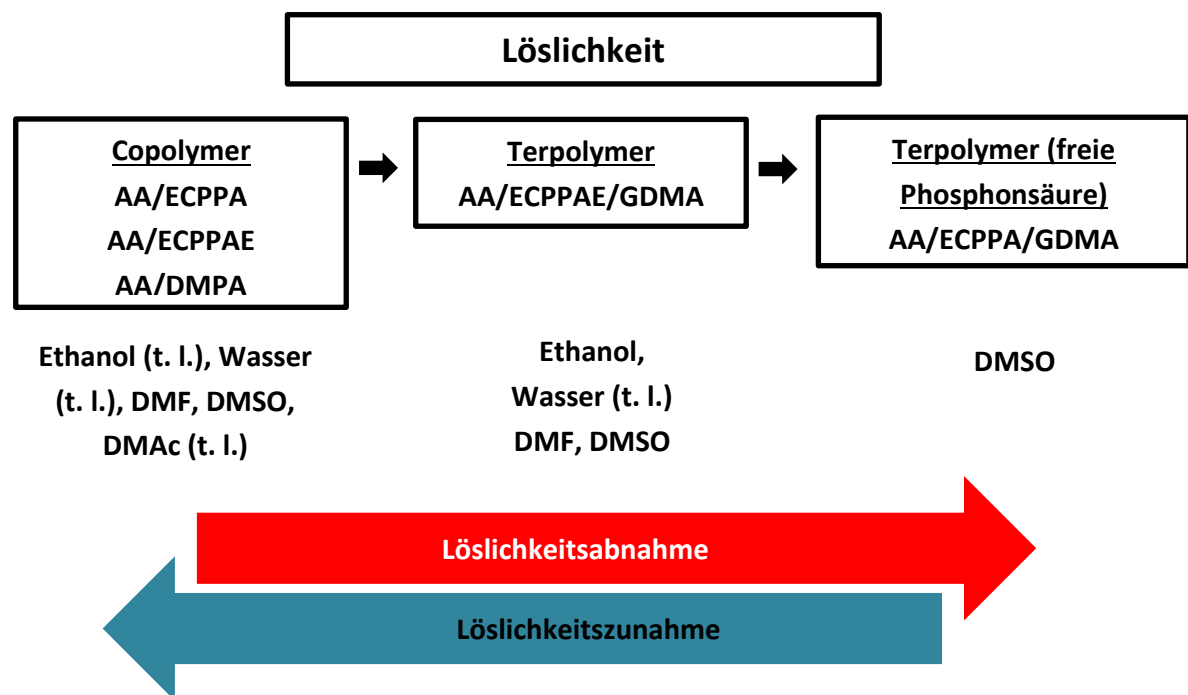 Löslichkeit
Copolymer
AA/ECPPA
AA/ECPPAE
AA/DMPA
Terpolymer
AA/ECPPAE/GDMA
Terpolymer (freie
Phosphonsäure)
AA/ECPPA/GDMA
Ethanol (t. l.), Wasser
(t. l.), DMF, DMSO,
DMAc (t. l.)
Ethanol,
Wasser (t. l.)
DMF, DMSO
DMSO
Löslichkeitsabnahme
Löslichkeitszunahme